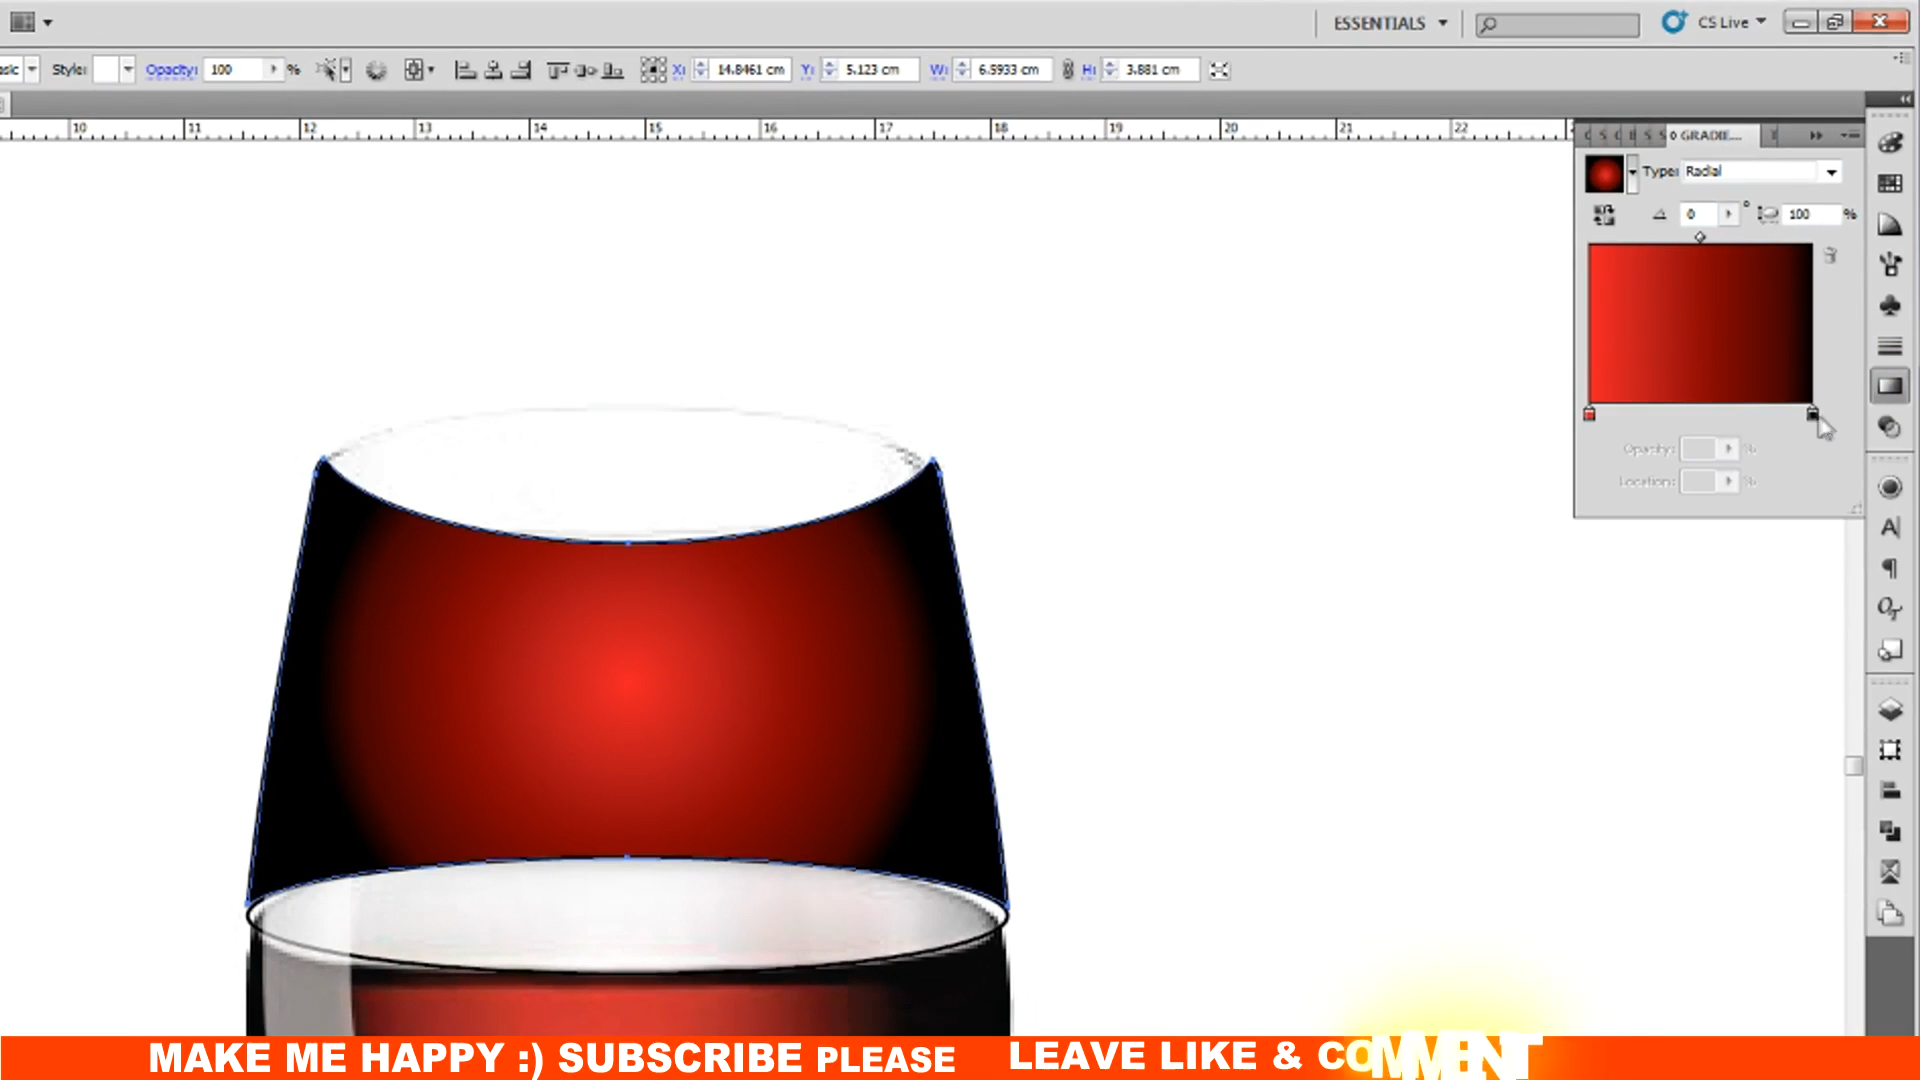 ESSENTIALS CS Live
Style: Opacity: 100 % X: 14.8461 cm Y: 5.123 cm W: 6.5933 cm H: 3.881 cm
10 11 12 13 14 15 16 17 18 19 20 21 22
GRADIE...
Type: Radial
0 ° 100 %
Opacity: %
Location: %
MAKE ME HAPPY :) SUBSCRIBE PLEASE LEAVE LIKE & COMMENT